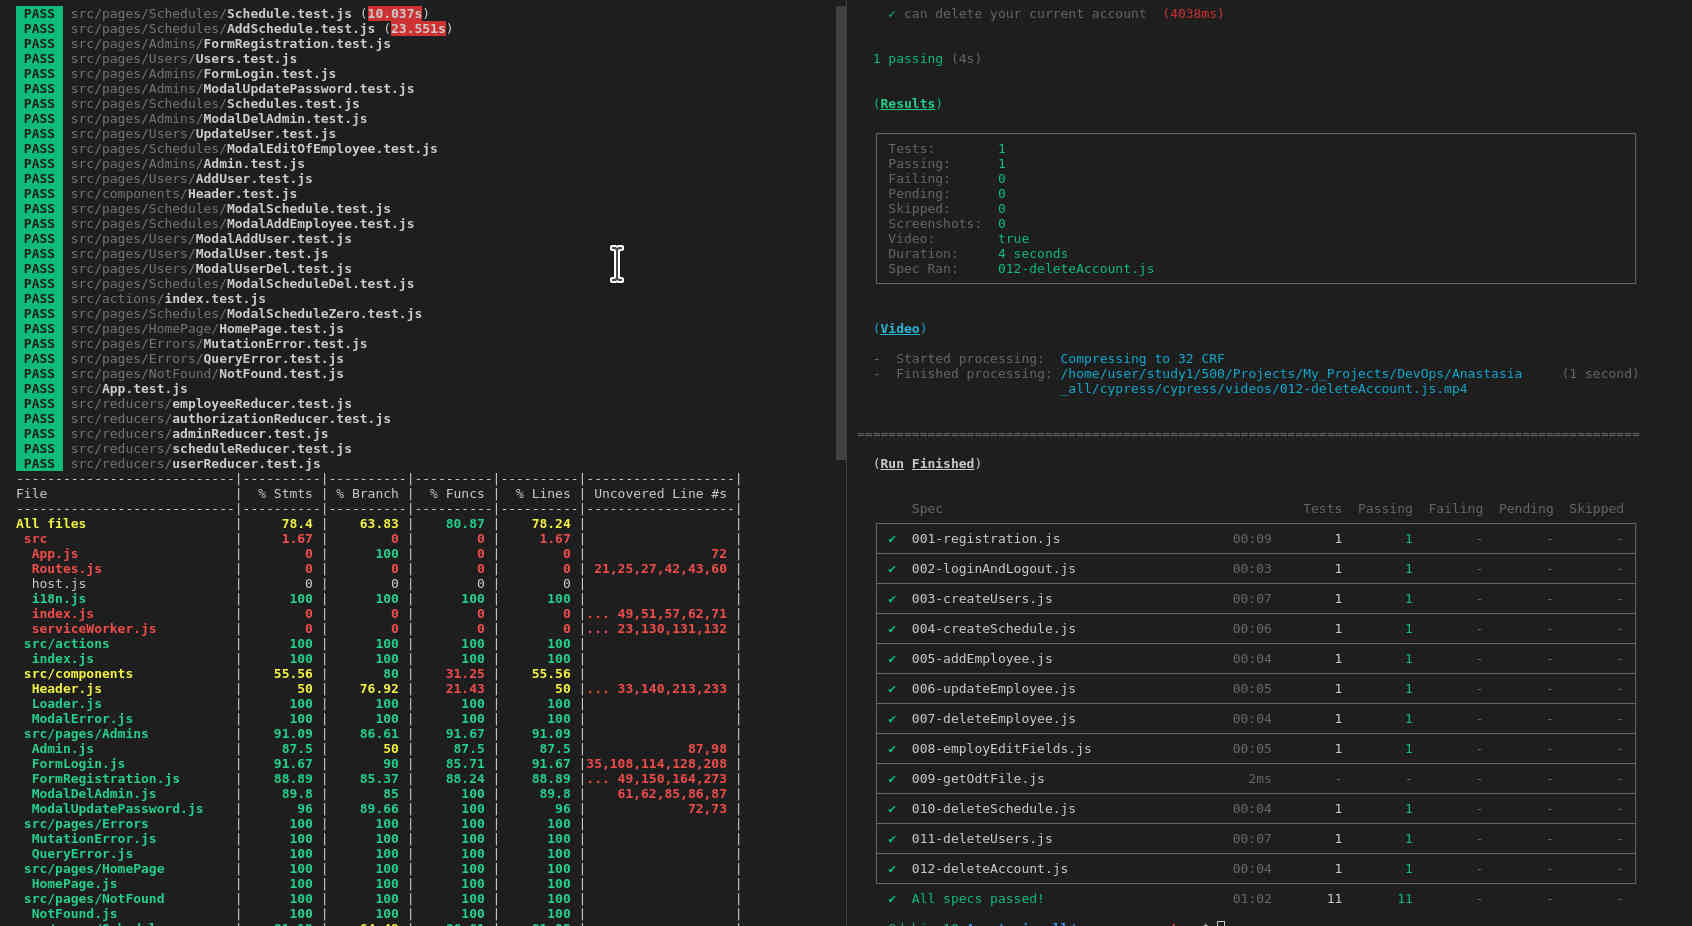 PASS src/pages/Schedules/Schedule.test.js (10.037s)
PASS src/pages/Schedules/AddSchedule.test.js (23.551s)
PASS src/pages/Admins/FormRegistration.test.js
PASS src/pages/Users/Users.test.js
PASS src/pages/Admins/FormLogin.test.js
PASS src/pages/Admins/ModalUpdatePassword.test.js
PASS src/pages/Schedules/Schedules.test.js
PASS src/pages/Admins/ModalDelAdmin.test.js
PASS src/pages/Users/UpdateUser.test.js
PASS src/pages/Schedules/ModalEditOfEmployee.test.js
PASS src/pages/Admins/Admin.test.js
PASS src/pages/Users/AddUser.test.js
PASS src/components/Header.test.js
PASS src/pages/Schedules/ModalSchedule.test.js
PASS src/pages/Schedules/ModalAddEmployee.test.js
PASS src/pages/Users/ModalAddUser.test.js
PASS src/pages/Users/ModalUser.test.js
PASS src/pages/Users/ModalUserDel.test.js
PASS src/pages/Schedules/ModalScheduleDel.test.js
PASS src/actions/index.test.js
PASS src/pages/Schedules/ModalScheduleZero.test.js
PASS src/pages/HomePage/HomePage.test.js
PASS src/pages/Errors/MutationError.test.js
PASS src/pages/Errors/QueryError.test.js
PASS src/pages/NotFound/NotFound.test.js
PASS src/App.test.js
PASS src/reducers/employeeReducer.test.js
PASS src/reducers/authorizationReducer.test.js
PASS src/reducers/adminReducer.test.js
PASS src/reducers/scheduleReducer.test.js
PASS src/reducers/userReducer.test.js
----------------------------|----------|----------|----------|----------|-------------------|
File | % Stmts | % Branch | % Funcs | % Lines | Uncovered Line #s |
----------------------------|----------|----------|----------|----------|-------------------|
All files | 78.4 | 63.83 | 80.87 | 78.24 | |
src | 1.67 | 0 | 0 | 1.67 | |
App.js | 0 | 100 | 0 | 0 | 72 |
Routes.js | 0 | 0 | 0 | 0 | 21,25,27,42,43,60 |
host.js | 0 | 0 | 0 | 0 | |
i18n.js | 100 | 100 | 100 | 100 | |
index.js | 0 | 0 | 0 | 0 |... 49,51,57,62,71 |
serviceWorker.js | 0 | 0 | 0 | 0 |... 23,130,131,132 |
src/actions | 100 | 100 | 100 | 100 | |
index.js | 100 | 100 | 100 | 100 | |
src/components | 55.56 | 80 | 31.25 | 55.56 | |
Header.js | 50 | 76.92 | 21.43 | 50 |... 33,140,213,233 |
Loader.js | 100 | 100 | 100 | 100 | |
ModalError.js | 100 | 100 | 100 | 100 | |
src/pages/Admins | 91.09 | 86.61 | 91.67 | 91.09 | |
Admin.js | 87.5 | 50 | 87.5 | 87.5 | 87,98 |
FormLogin.js | 91.67 | 90 | 85.71 | 91.67 |35,108,114,128,208 |
FormRegistration.js | 88.89 | 85.37 | 88.24 | 88.89 |... 49,150,164,273 |
ModalDelAdmin.js | 89.8 | 85 | 100 | 89.8 | 61,62,85,86,87 |
ModalUpdatePassword.js | 96 | 89.66 | 100 | 96 | 72,73 |
src/pages/Errors | 100 | 100 | 100 | 100 | |
MutationError.js | 100 | 100 | 100 | 100 | |
QueryError.js | 100 | 100 | 100 | 100 | |
src/pages/HomePage | 100 | 100 | 100 | 100 | |
HomePage.js | 100 | 100 | 100 | 100 | |
src/pages/NotFound | 100 | 100 | 100 | 100 | |
NotFound.js | 100 | 100 | 100 | 100 | |
✓ can delete your current account (4038ms)
1 passing (4s)
(Results)
Tests: 1
Passing: 1
Failing: 0
Pending: 0
Skipped: 0
Screenshots: 0
Video: true
Duration: 4 seconds
Spec Ran: 012-deleteAccount.js
(Video)
- Started processing: Compressing to 32 CRF
- Finished processing: /home/user/study1/500/Projects/My_Projects/DevOps/Anastasia (1 second)
_all/cypress/cypress/videos/012-deleteAccount.js.mp4
====================================================================================================
(Run Finished)
Spec Tests Passing Failing Pending Skipped
✔ 001-registration.js 00:09 1 1 - - -
✔ 002-loginAndLogout.js 00:03 1 1 - - -
✔ 003-createUsers.js 00:07 1 1 - - -
✔ 004-createSchedule.js 00:06 1 1 - - -
✔ 005-addEmployee.js 00:04 1 1 - - -
✔ 006-updateEmployee.js 00:05 1 1 - - -
✔ 007-deleteEmployee.js 00:04 1 1 - - -
✔ 008-employEditFields.js 00:05 1 1 - - -
✔ 009-getOdtFile.js 2ms - - - - -
✔ 010-deleteSchedule.js 00:04 1 1 - - -
✔ 011-deleteUsers.js 00:07 1 1 - - -
✔ 012-deleteAccount.js 00:04 1 1 - - -
✔ All specs passed! 01:02 11 11 - - -